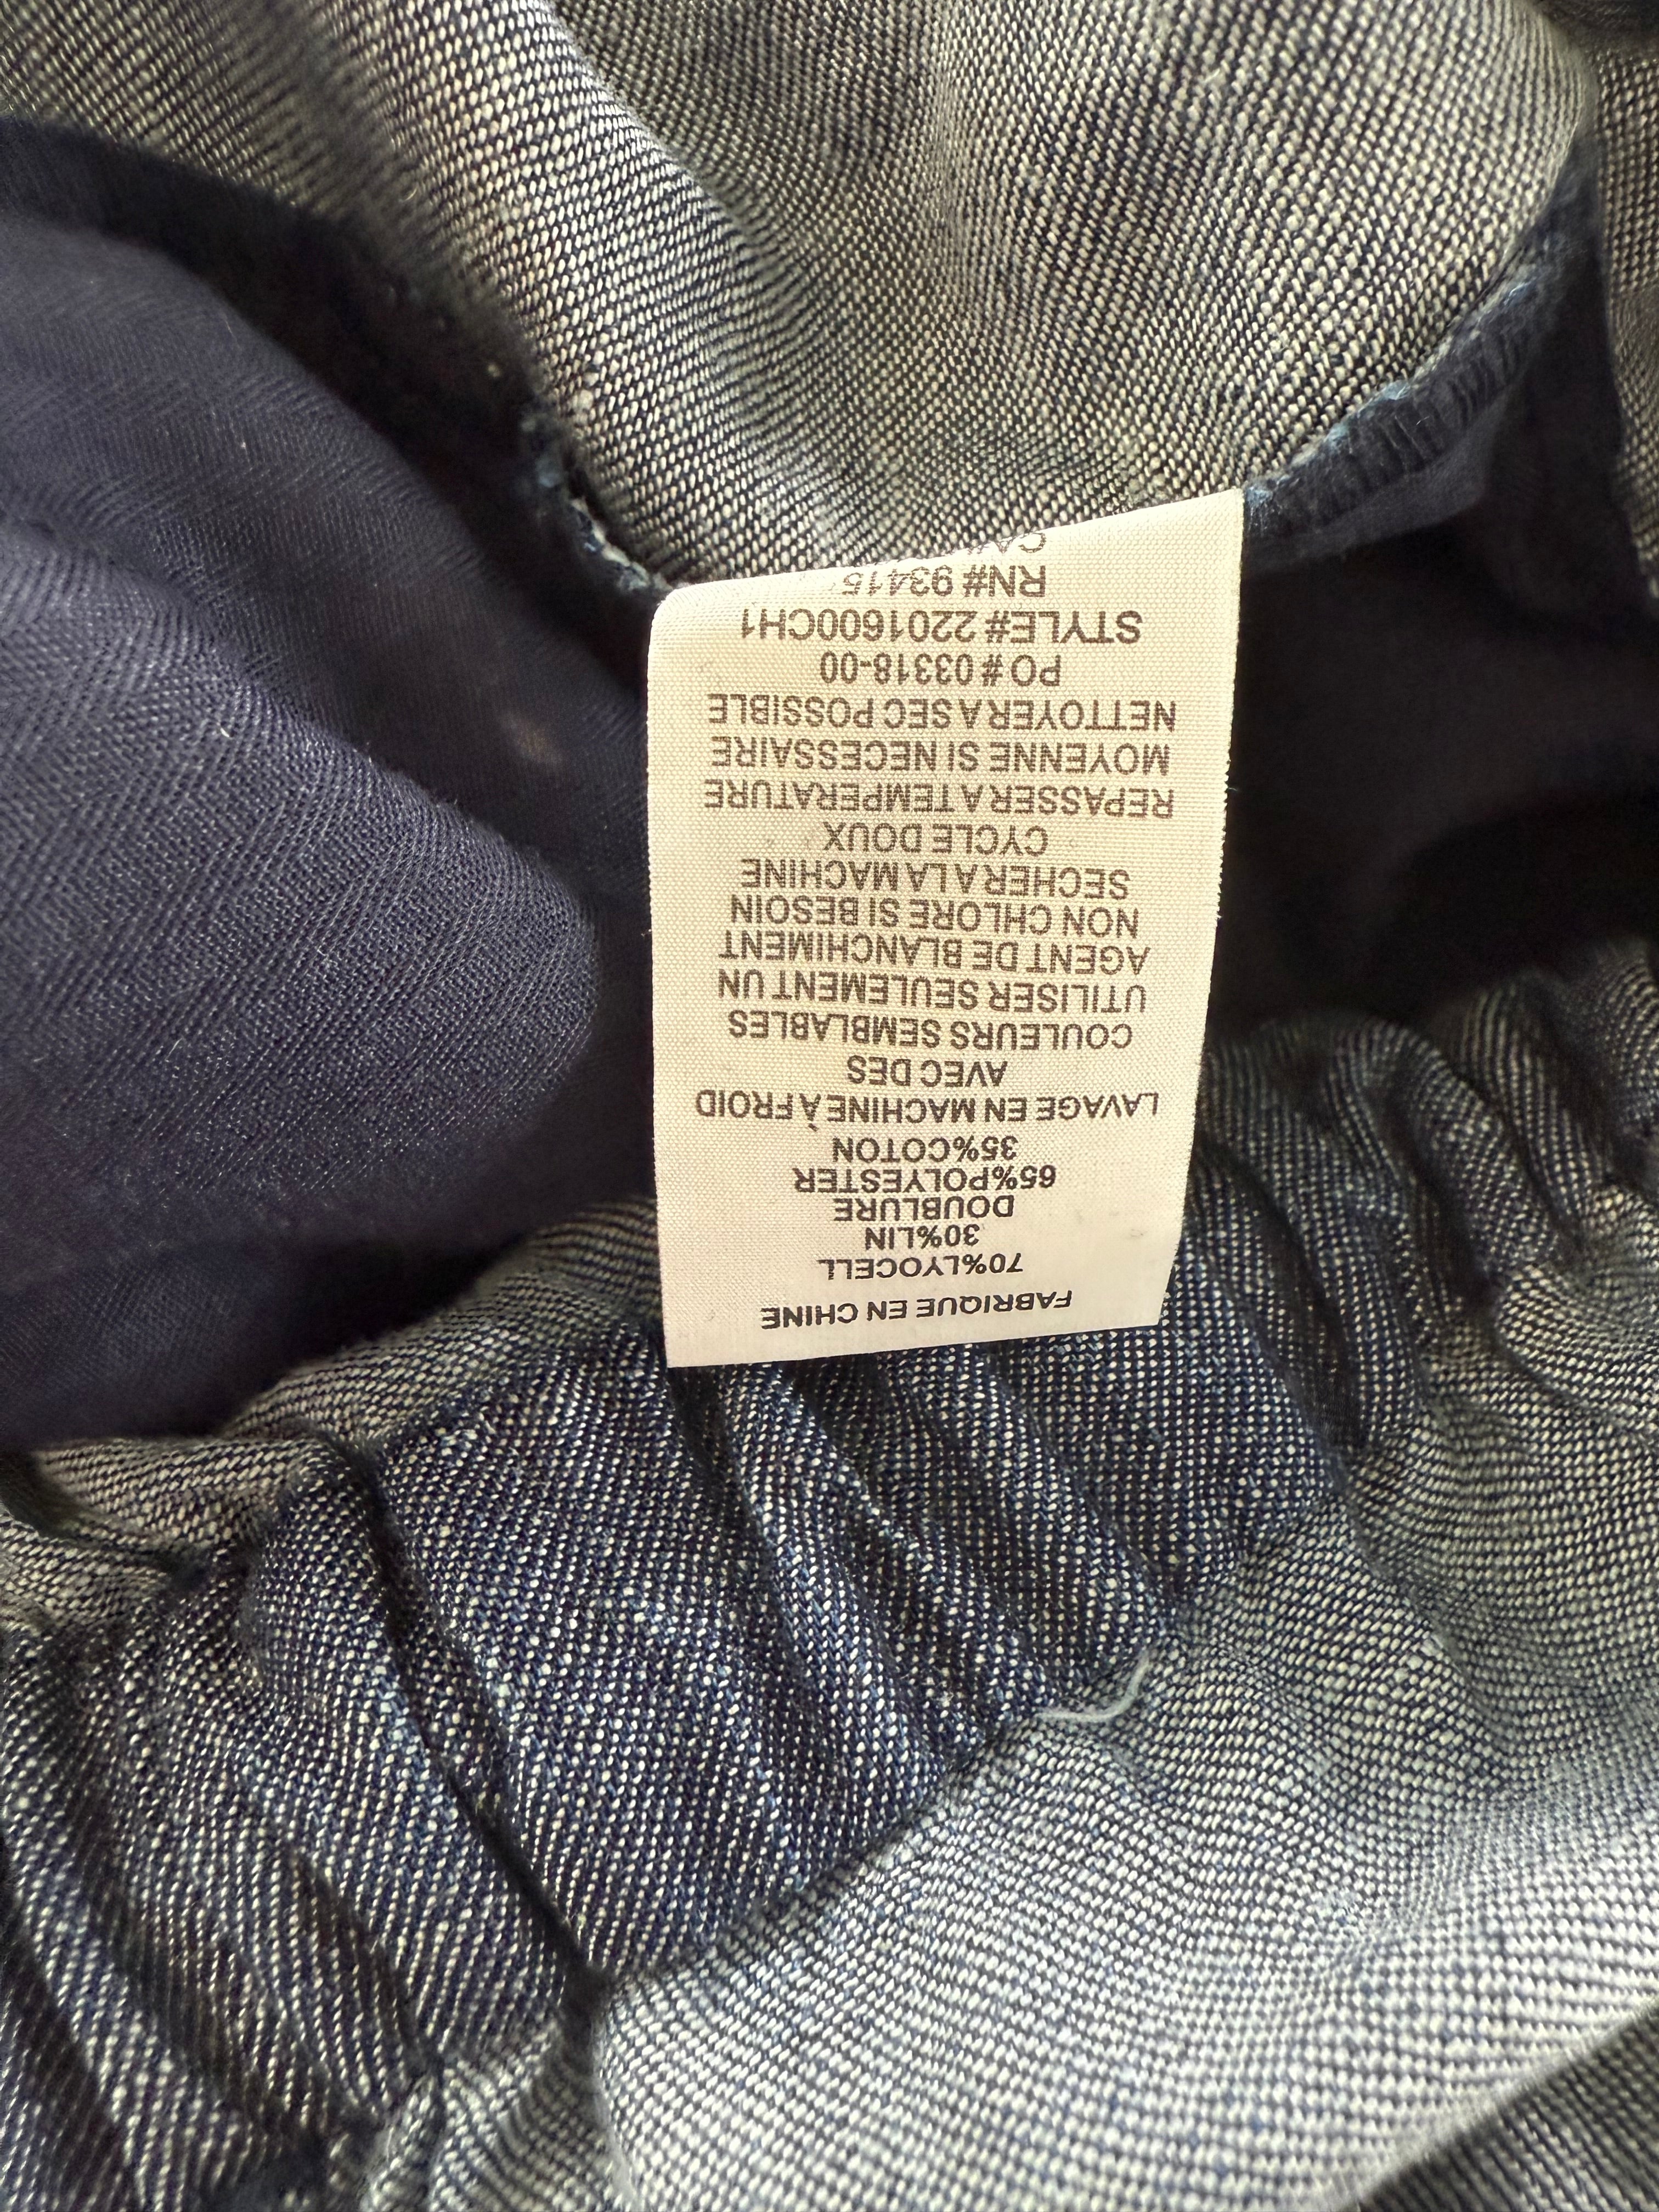 FABRIQUE EN CHINE
70%LYOCELL
30%LIN
DOUBLURE
65%POLYESTER
35%COTON
LAVAGE EN MACHINE À FROID
AVEC DES
COULEURS SEMBLABLES
UTILISER SEULEMENT UN
AGENT DE BLANCHIMENT
NON CHLORE SI BESOIN
SECHER A LA MACHINE
CYCLE DOUX
REPASSER A TEMPERATURE
MOYENNE SI NECESSAIRE
NETTOYER A SEC POSSIBLE
PO # 03318-00
STYLE# 2201600CH1
RN# 93415